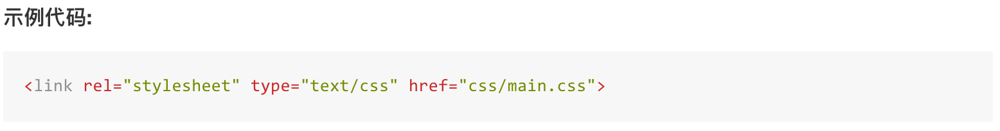 示例代码:
<link rel="stylesheet" type="text/css" href="css/main.css">